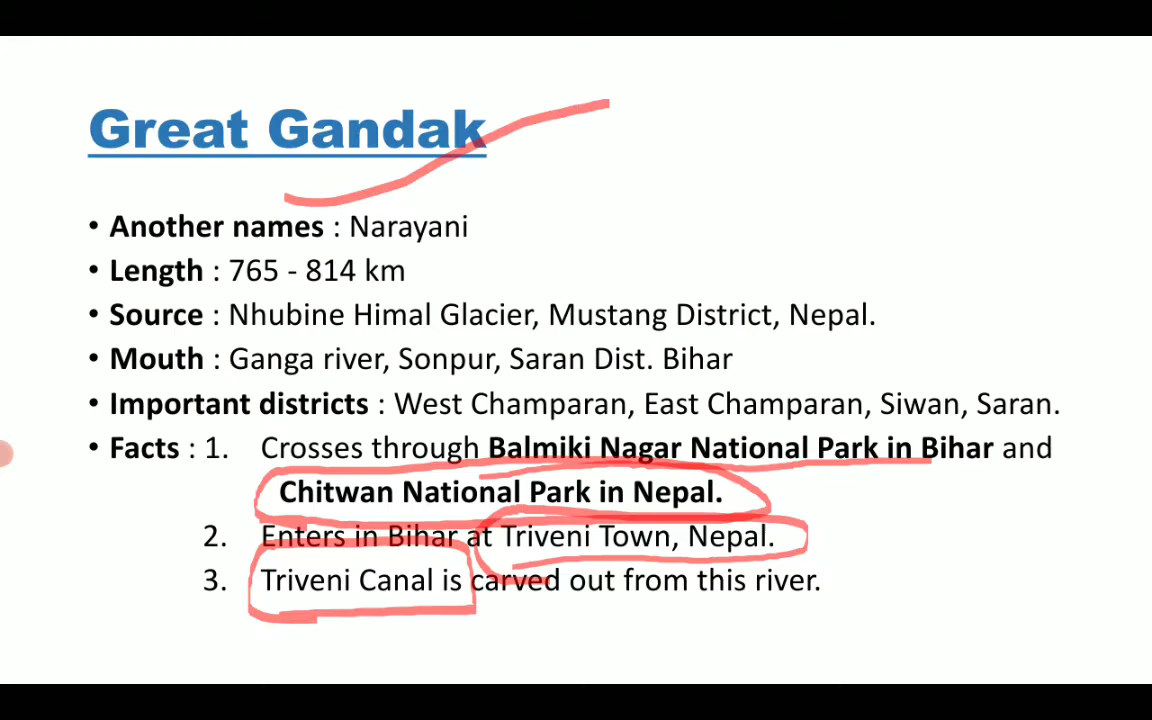 Great Gandak
• Another names : Narayani
• Length : 765 - 814 km
• Source : Nhubine Himal Glacier, Mustang District, Nepal.
• Mouth : Ganga river, Sonpur, Saran Dist. Bihar
• Important districts : West Champaran, East Champaran, Siwan, Saran.
• Facts : 1. Crosses through Balmiki Nagar National Park in Bihar and
Chitwan National Park in Nepal.
2. Enters in Bihar at Triveni Town, Nepal.
3. Triveni Canal is carved out from this river.